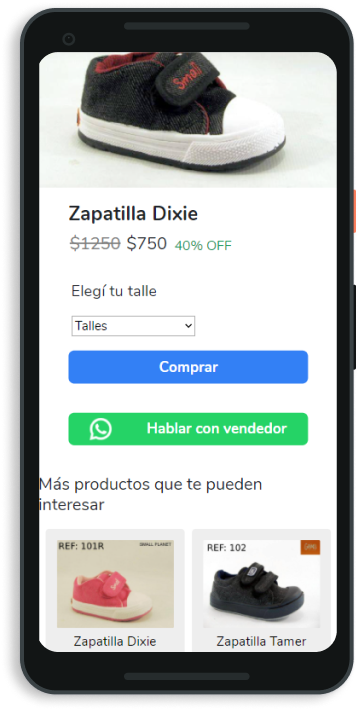 Small
Zapatilla Dixie
$1250 $750 40% OFF
Elegí tu talle
Talles
Comprar
Hablar con vendedor
Más productos que te pueden
interesar
REF: 101R
SMALL PLANET
REF: 102
Zapatilla Dixie
Zapatilla Tamer